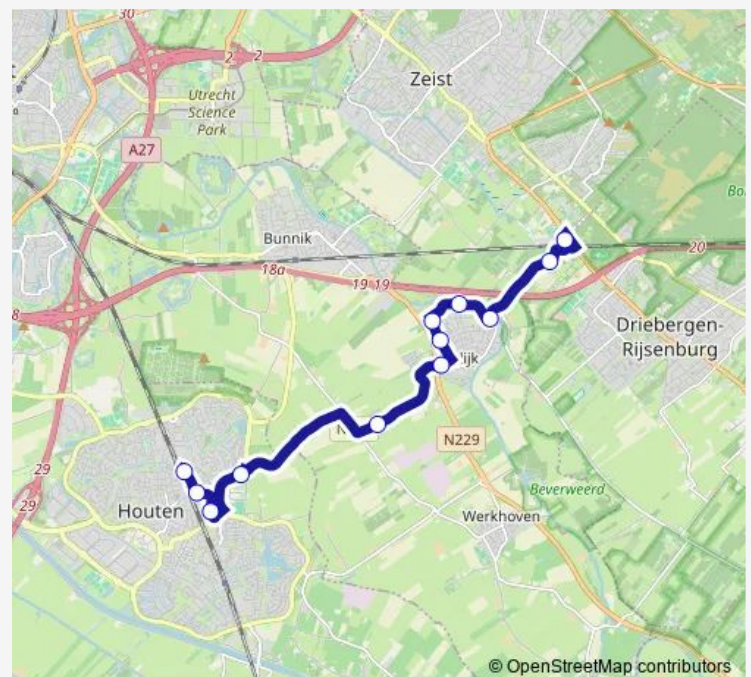 30
2
2
Zeist
Utrecht
Science
Park
A27
Bunnik
18a
19
19
20
8
Driebergen-
Rijsenburg
ijk
N229
29
29
Houten
Beverweerd
Werkhoven
© OpenStreetMap contributors